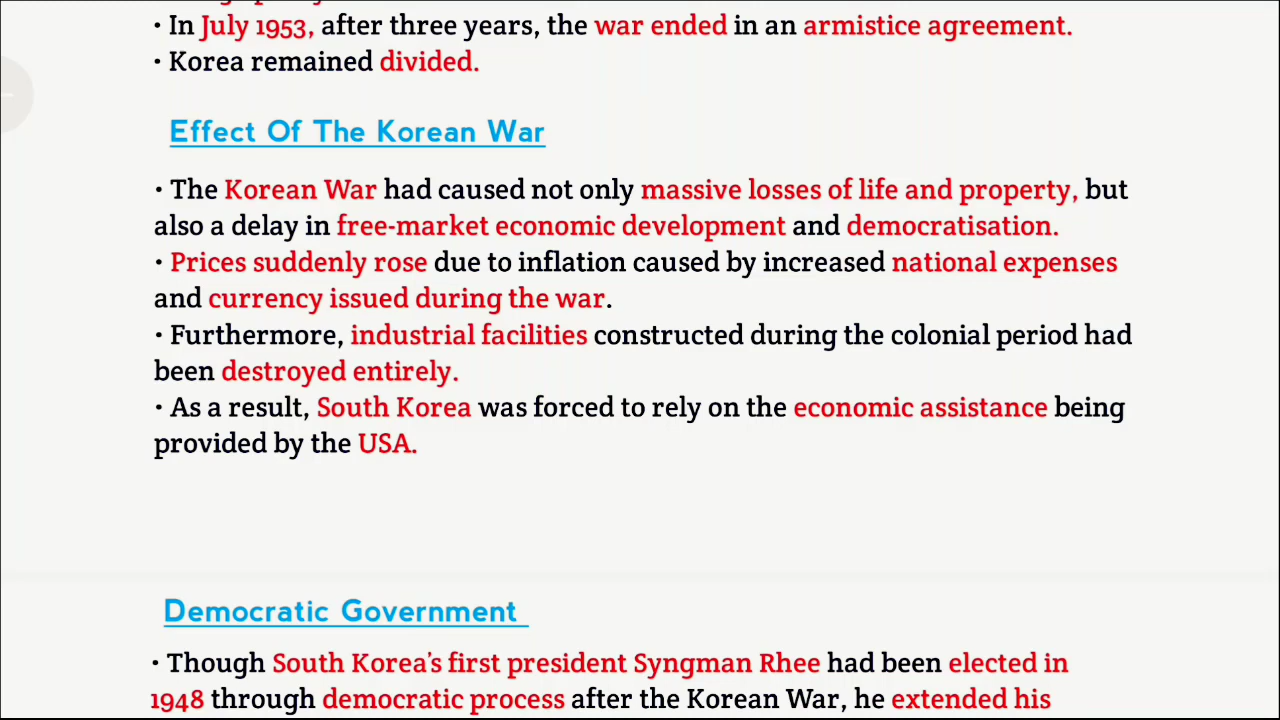 • In July 1953, after three years, the war ended in an armistice agreement.
• Korea remained divided.
Effect Of The Korean War
• The Korean War had caused not only massive losses of life and property, but
also a delay in free-market economic development and democratisation.
• Prices suddenly rose due to inflation caused by increased national expenses
and currency issued during the war.
• Furthermore, industrial facilities constructed during the colonial period had
been destroyed entirely.
• As a result, South Korea was forced to rely on the economic assistance being
provided by the USA.
Democratic Government
• Though South Korea's first president Syngman Rhee had been elected in
1948 through democratic process after the Korean War, he extended his